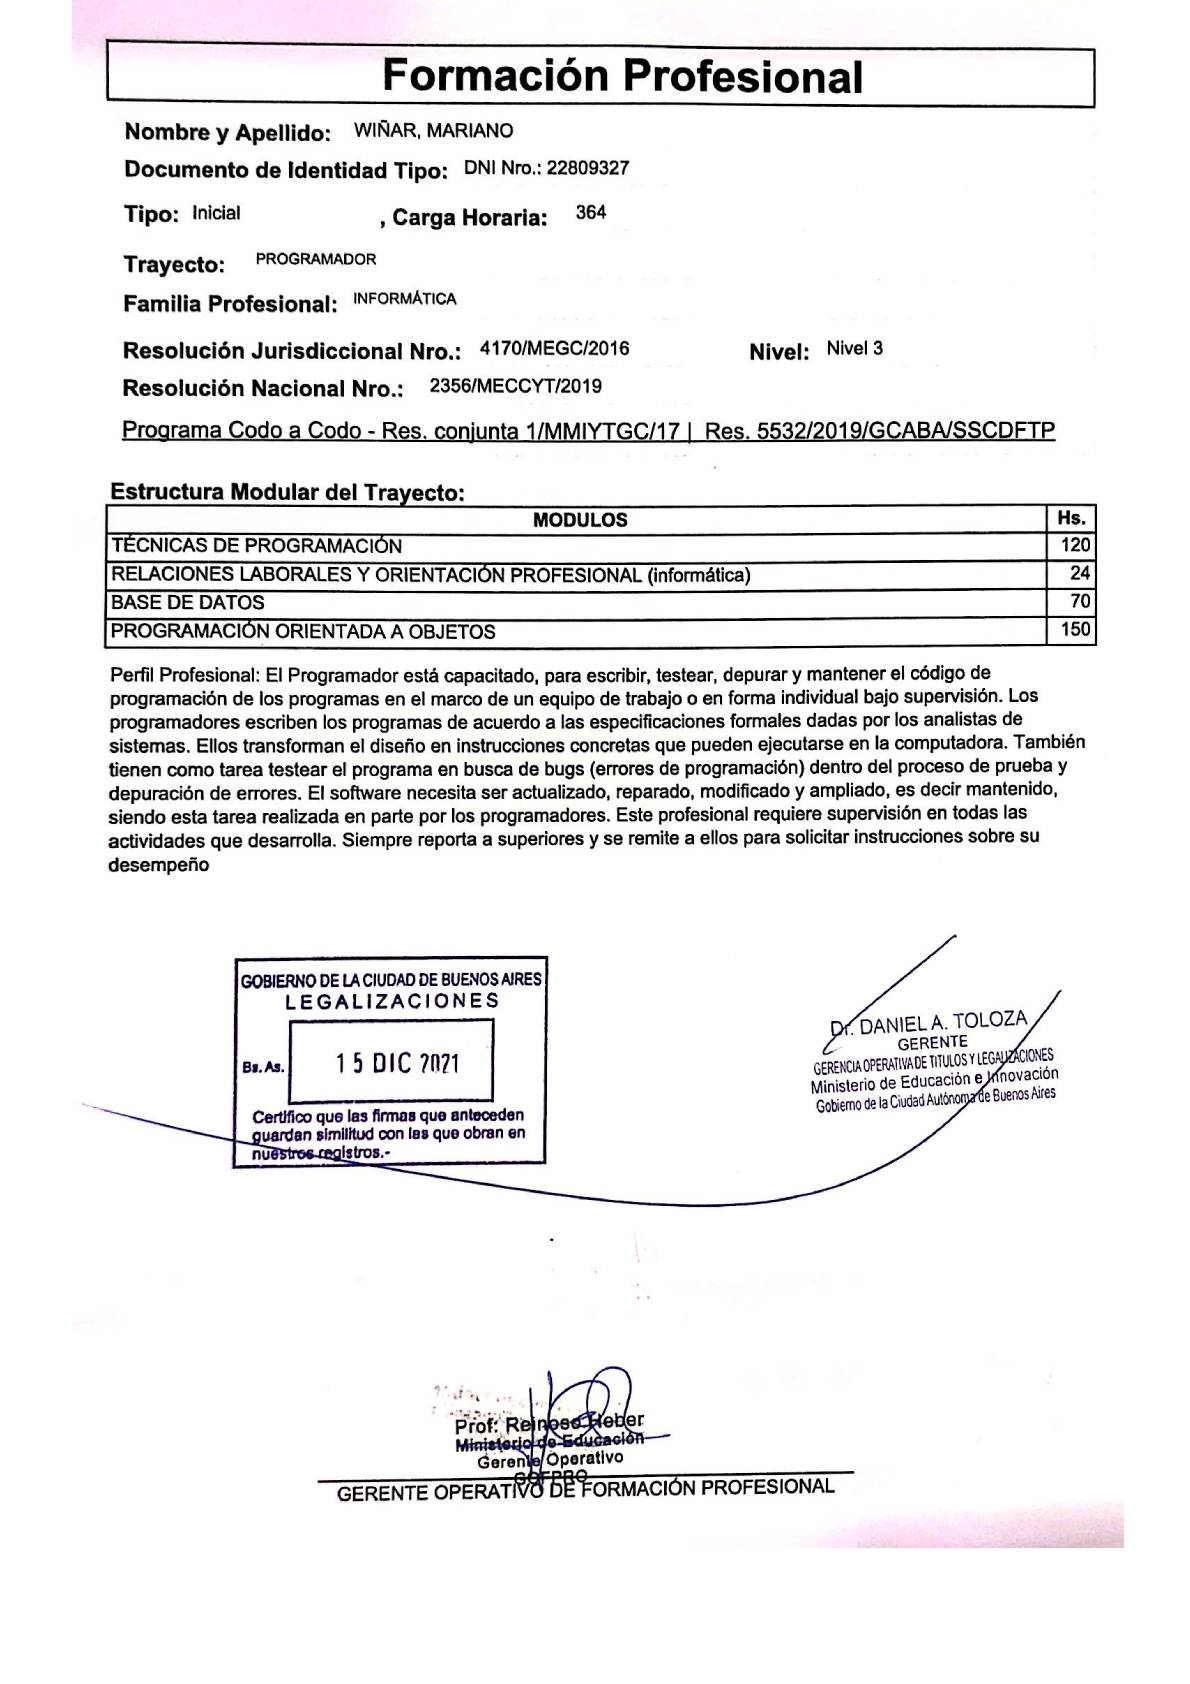 Formación Profesional
Nombre y Apellido: WIÑAR, MARIANO
Documento de Identidad Tipo: DNI Nro.: 22809327
Tipo: Inicial , Carga Horaria: 364
Trayecto: PROGRAMADOR
Familia Profesional: INFORMÁTICA
Resolución Jurisdiccional Nro.: 4170/MEGC/2016 Nivel: Nivel 3
Resolución Nacional Nro.: 2356/MECCYT/2019
Programa Codo a Codo - Res. conjunta 1/MMIYTGC/17 | Res. 5532/2019/GCABA/SSCDFTP
Estructura Modular del Trayecto:
MODULOS Hs.
TÉCNICAS DE PROGRAMACIÓN 120
RELACIONES LABORALES Y ORIENTACIÓN PROFESIONAL (informática) 24
BASE DE DATOS 70
PROGRAMACIÓN ORIENTADA A OBJETOS 150
Perfil Profesional: El Programador está capacitado, para escribir, testear, depurar y mantener el código de
programación de los programas en el marco de un equipo de trabajo o en forma individual bajo supervisión. Los
programadores escriben los programas de acuerdo a las especificaciones formales dadas por los analistas de
sistemas. Ellos transforman el diseño en instrucciones concretas que pueden ejecutarse en la computadora. También
tienen como tarea testear el programa en busca de bugs (errores de programación) dentro del proceso de prueba y
depuración de errores. El software necesita ser actualizado, reparado, modificado y ampliado, es decir mantenido,
siendo esta tarea realizada en parte por los programadores. Este profesional requiere supervisión en todas las
actividades que desarrolla. Siempre reporta a superiores y se remite a ellos para solicitar instrucciones sobre su
desempeño
GOBIERNO DE LA CIUDAD DE BUENOS AIRES
LEGALIZACIONES
Bs.As. 15 DIC 2021
Certifico que las firmas que anteceden
guardan similitud con las que obran en
nuestros registros.-
Dr. DANIEL A. TOLOZA
GERENTE
GERENCIA OPERATIVA DE TITULOS Y LEGALIZACIONES
Ministerio de Educación e Innovación
Gobierno de la Ciudad Autónoma de Buenos Aires
Prof: Reinoso Heber
Ministerio de Educación
Gerente Operativo
GOFPRO
GERENTE OPERATIVO DE FORMACIÓN PROFESIONAL